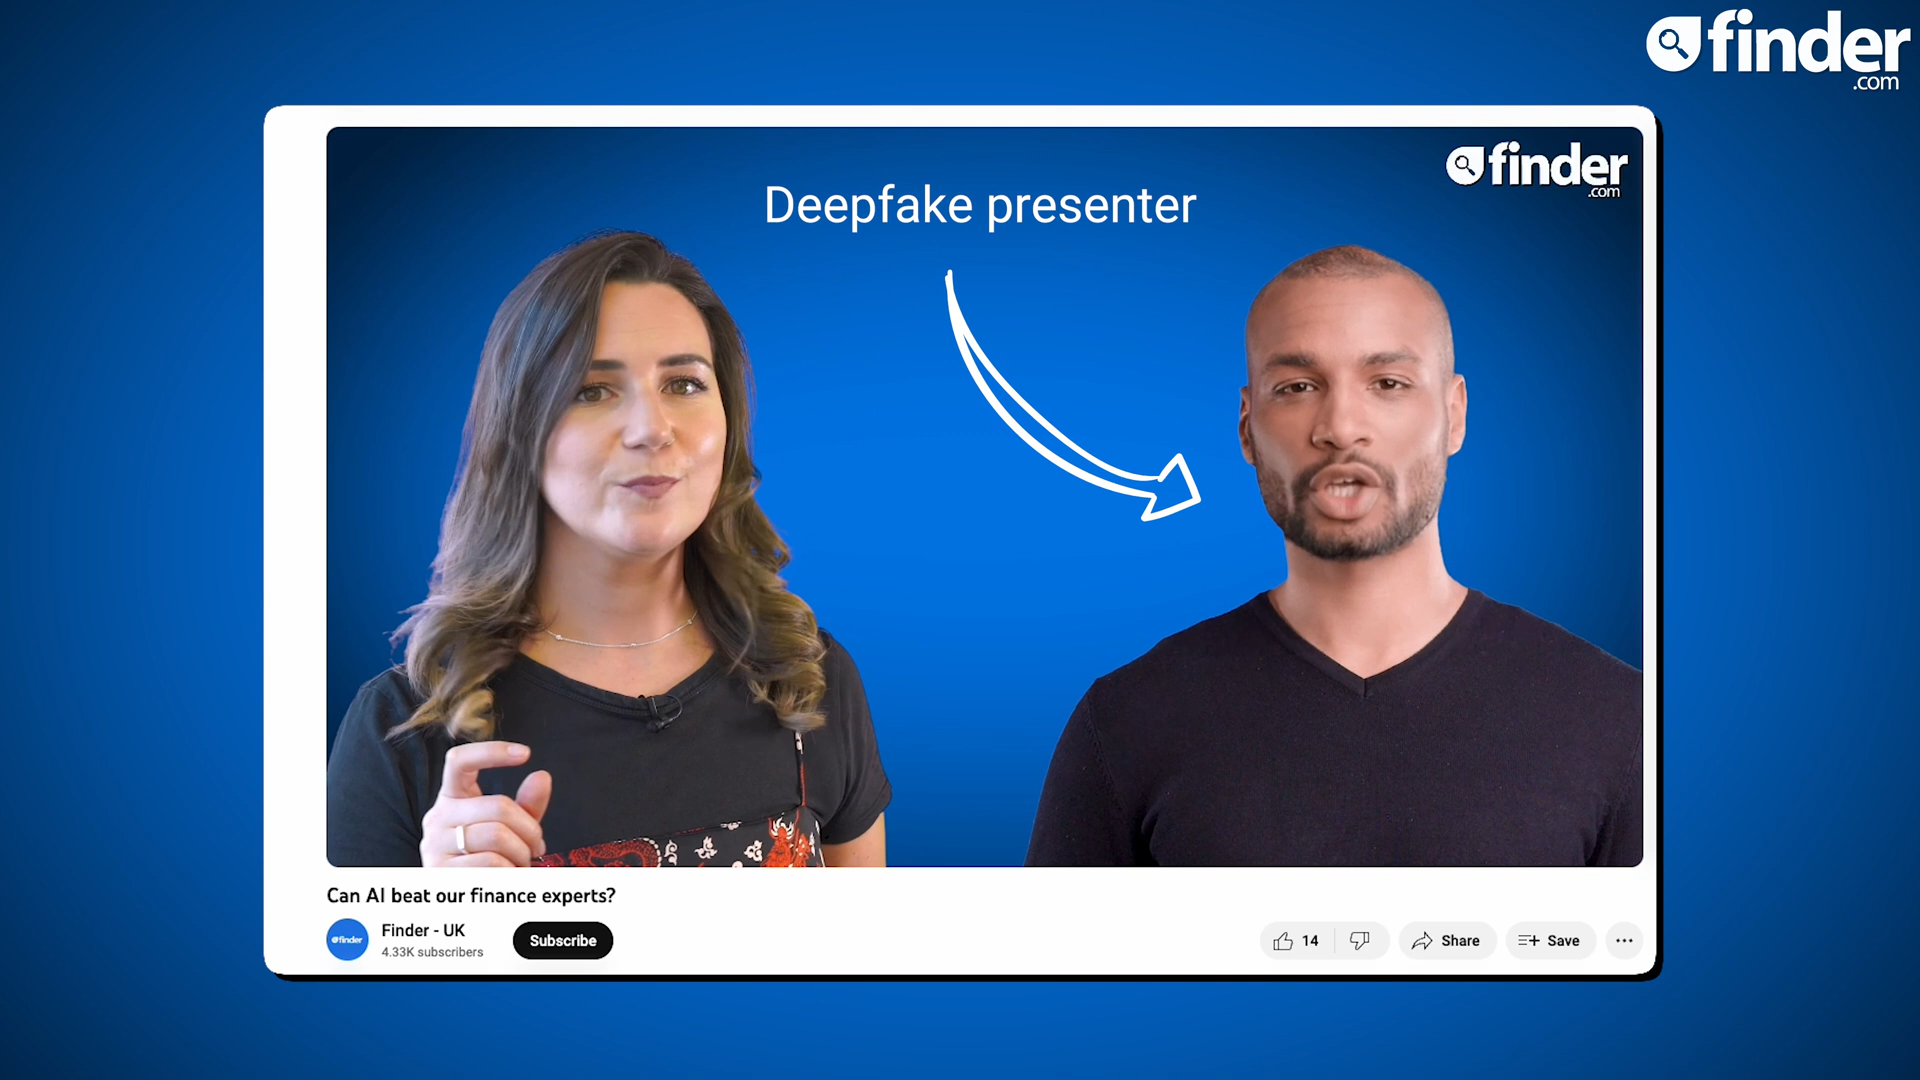 finder
.com
finder
.com
Deepfake presenter
Can AI beat our finance experts?
finder
Finder - UK
4.33K subscribers
Subscribe
14
Share
Save